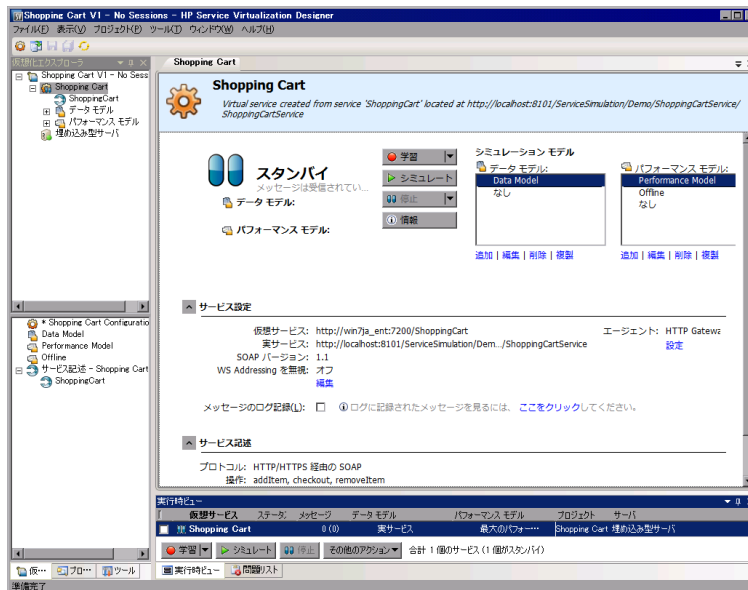 Shopping Cart V1 - No Sessions - HP Service Virtualization Designer
ファイル(F) 表示(V) プロジェクト(P) ツール(T) ウィンドウ(W) ヘルプ(H)
仮想化エクスプローラ
Shopping Cart V1 - No Sess
Shopping Cart
ShoppingCart
データ モデル
パフォーマンス モデル
埋め込み型サーバ
* Shopping Cart Configuratio
Data Model
Performance Model
Offline
サービス記述 - Shopping Cart
ShoppingCart
仮… プロ… ツール
準備完了
Shopping Cart
Shopping Cart
Virtual service created from service 'ShoppingCart' located at http://localhost:8101/ServiceSimulation/Demo/ShoppingCartService/
ShoppingCartService
スタンバイ
メッセージは受信されてい...
データ モデル:
パフォーマンス モデル:
学習
シミュレート
停止
情報
シミュレーション モデル
データ モデル:
Data Model
なし
追加 | 編集 | 削除 | 複製
パフォーマンス モデル:
Performance Model
Offline
なし
追加 | 編集 | 削除 | 複製
サービス設定
仮想サービス: http://win7ja_ent:7200/ShoppingCart
エージェント: HTTP Gatewa
実サービス: http://localhost:8101/ServiceSimulation/Dem.../ShoppingCartService
設定
SOAP バージョン: 1.1
WS Addressing を無視: オフ
編集
メッセージのログ記録(L): ログに記録されたメッセージを見るには、 ここをクリックしてください。
サービス記述
プロトコル: HTTP/HTTPS 経由の SOAP
操作: addItem, checkout, removeItem
実行時ビュー
仮想サービス ステータ: メッセージ データ モデル パフォーマンス モデル プロジェクト サーバ
Shopping Cart 0 (0) 実サービス 最大のパフォー… Shopping Cart 埋め込み型サーバ
学習 シミュレート 停止 その他のアクション 合計 1 個のサービス (1 個がスタンバイ)
実行時ビュー 問題リスト